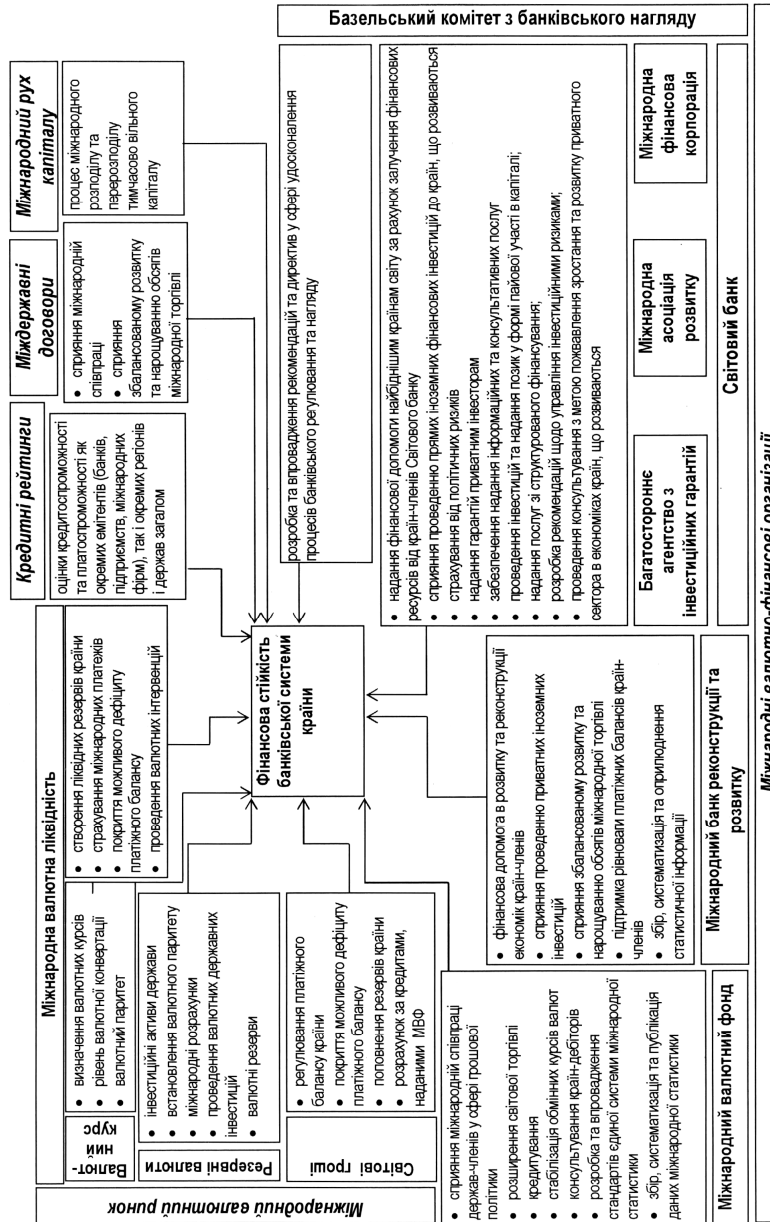 Міжнародний валютний ринок
Міжнародна валютна ліквідність
Валют-
ний
курс
• визначення валютних курсів
• рівень валютної конвертації
• валютний паритет
• створення ліквідних резервів країни
• страхування міжнародних платежів
• покриття можливого дефіциту
платіжного балансу
• проведення валютних інтервенцій
Кредитні рейтинги
оцінки кредитоспроможності
та платоспроможності як
окремих емітентів (банків,
підприємств, міжнародних
фірм), так і окремих регіонів
і держав загалом
Міждержавні
договори
• сприяння міжнародній
співпраці
• сприяння
збалансованому розвитку
та нарощуванню обсягів
міжнародної торгівлі
Міжнародний рух
капіталу
процес міжнародного
розподілу та
перерозподілу
тимчасово вільного
капіталу
Резервні валюти
• інвестиційні активи держави
• встановлення валютного паритету
• міжнародні розрахунки
• проведення валютних державних
інвестицій
• валютні резерви
Світові гроші
• регулювання платіжного
балансу країни
• покриття можливого дефіциту
платіжного балансу
• поповнення резервів країни
• розрахунок за кредитами,
наданими МВФ
Фінансова стійкість
банківської системи
країни
розробка та впровадження рекомендацій та директив у сфері удосконалення
процесів банківського регулювання та нагляду
Базельський комітет з банківського нагляду
• сприяння міжнародній співпраці
держав-членів у сфері грошової
політики
• розширення світової торгівлі
• кредитування
• стабілізація обмінних курсів валют
• консультування країн-дебіторів
• розробка та впровадження
стандартів єдиної системи міжнародної
статистики
• збір, систематизація та публікація
даних міжнародної статистики
Міжнародний валютний фонд
• фінансова допомога в розвитку та реконструкції
економік країн-членів
• сприяння проведенню приватних іноземних
інвестицій
• сприяння збалансованому розвитку та
нарощуванню обсягів міжнародної торгівлі
• підтримка рівноваги платіжних балансів країн-
членів
• збір, систематизація та оприлюднення
статистичної інформації
Міжнародний банк реконструкції та
розвитку
• надання фінансової допомоги найбіднішим країнам світу за рахунок залучення фінансових
ресурсів від країн-членів Світового банку
• сприяння проведенню прямих іноземних фінансових інвестицій до країн, що розвиваються
• страхування від політичних ризиків
• надання гарантій приватним інвесторам
• забезпечення надання інформаційних та консультативних послуг
• проведення інвестицій та надання позик у формі пайової участі в капіталі;
• надання послуг зі структурованого фінансування;
• розробка рекомендацій щодо управління інвестиційними ризиками;
• проведення консультування з метою пожвавлення зростання та розвитку приватного
сектора в економіках країн, що розвиваються
Багатостороннє
агентство з
інвестиційних гарантій
Міжнародна
асоціація
розвитку
Міжнародна
фінансова
корпорація
Світовий банк
Міжнародні валютно-фінансові організації